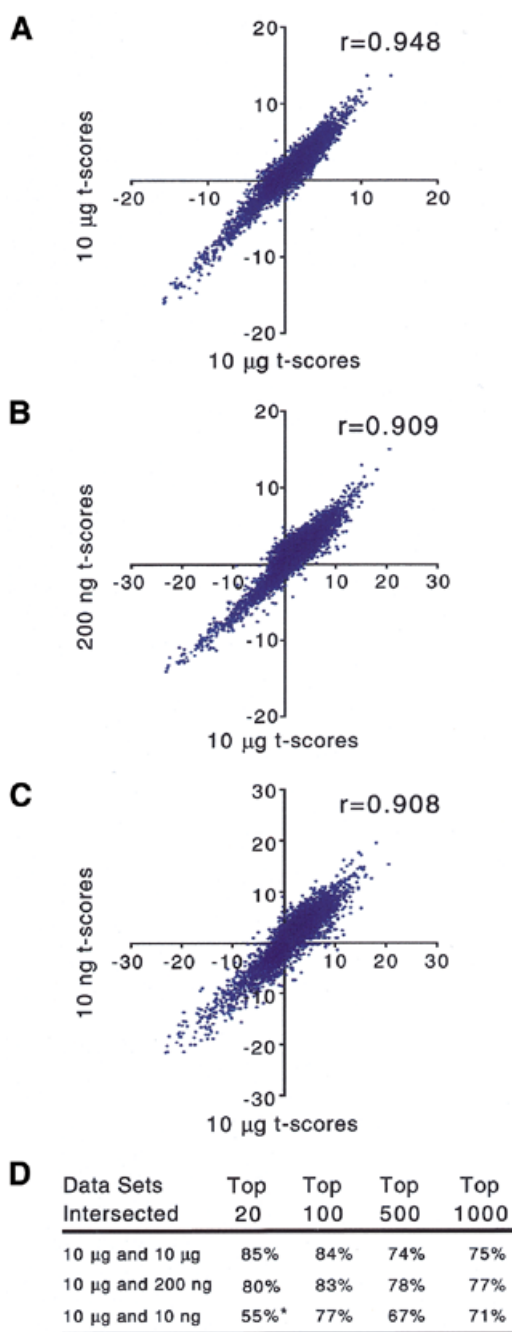 A
r=0.948
20
10
-20
-10
10
20
-10
-20
10 µg t-scores
10 µg t-scores
B
r=0.909
20
10
-30
-20
-10
10
20
30
-10
-20
200 ng t-scores
10 µg t-scores
C
r=0.908
30
20
10
-30
-20
-10
10
20
30
-10
-20
-30
10 ng t-scores
10 µg t-scores
D
Data Sets Top Top Top Top
Intersected 20 100 500 1000
10 µg and 10 µg 85% 84% 74% 75%
10 µg and 200 ng 80% 83% 78% 77%
10 µg and 10 ng 55%* 77% 67% 71%